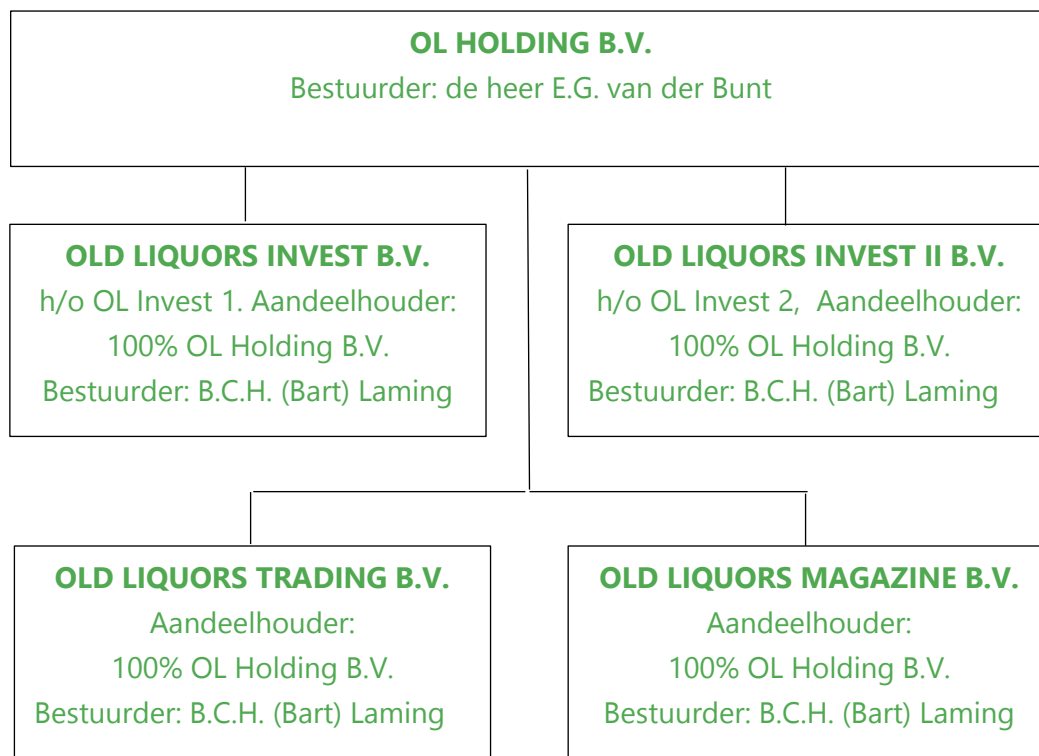 OL HOLDING B.V.
Bestuurder: de heer E.G. van der Bunt
OLD LIQUORS INVEST B.V.
h/o OL Invest 1. Aandeelhouder:
100% OL Holding B.V.
Bestuurder: B.C.H. (Bart) Laming
OLD LIQUORS INVEST II B.V.
h/o OL Invest 2, Aandeelhouder:
100% OL Holding B.V.
Bestuurder: B.C.H. (Bart) Laming
OLD LIQUORS TRADING B.V.
Aandeelhouder:
100% OL Holding B.V.
Bestuurder: B.C.H. (Bart) Laming
OLD LIQUORS MAGAZINE B.V.
Aandeelhouder:
100% OL Holding B.V.
Bestuurder: B.C.H. (Bart) Laming